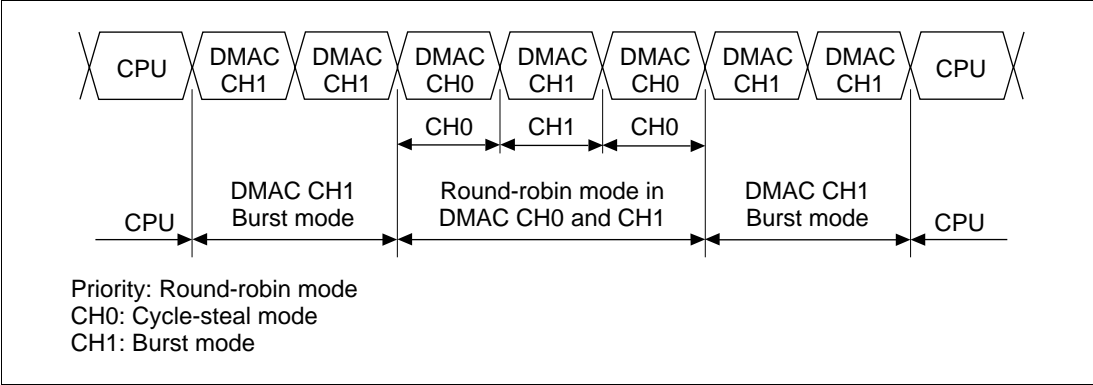 CPU DMAC CH1 DMAC CH1 DMAC CH0 DMAC CH1 DMAC CH0 DMAC CH1 DMAC CH1 CPU
CH0 CH1 CH0
DMAC CH1
Burst mode
Round-robin mode in
DMAC CH0 and CH1
DMAC CH1
Burst mode
CPU
CPU
Priority: Round-robin mode
CH0: Cycle-steal mode
CH1: Burst mode